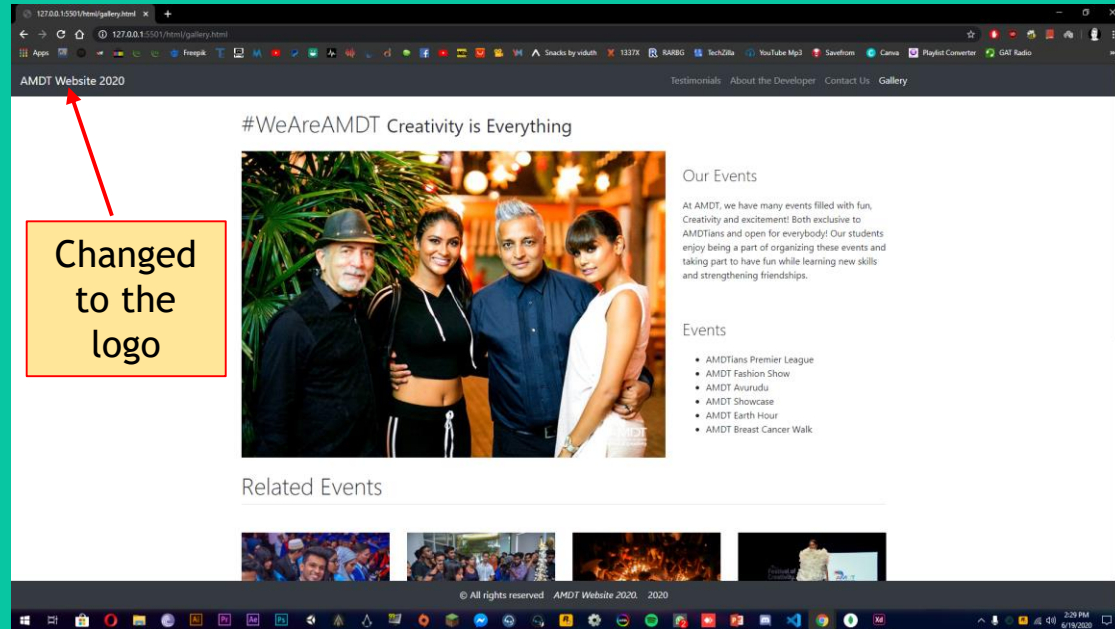 127.0.0.1:5501/html/gallery.html
127.0.0.1:5501/html/gallery.html
Apps Freepik Snacks by viduth 1337X RARBG TechZilla YouTube Mp3 Savefrom Canva Playlist Converter GAT Radio
AMDT Website 2020
Testimonials About the Developer Contact Us Gallery
#WeAreAMDT Creativity is Everything
Changed
to the
logo
Our Events
At AMDT, we have many events filled with fun,
Creativity and excitement! Both exclusive to
AMDTians and open for everybody! Our students
enjoy being a part of organizing these events and
taking part to have fun while learning new skills
and strengthening friendships.
Events
• AMDTians Premier League
• AMDT Fashion Show
• AMDT Avurudu
• AMDT Showcase
• AMDT Earth Hour
• AMDT Breast Cancer Walk
AMDT
Related Events
© All rights reserved AMDT Website 2020. 2020
2:29 PM
6/19/2020